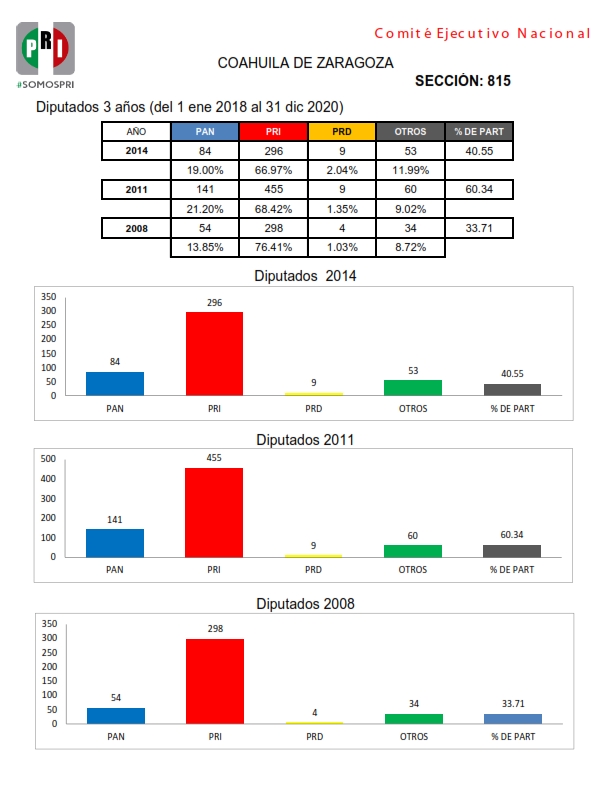 Comité Ejecutivo Nacional
PRI
#SOMOSPRI
COAHUILA DE ZARAGOZA
SECCIÓN: 815
Diputados 3 años (del 1 ene 2018 al 31 dic 2020)
AÑO PAN PRI PRD OTROS % DE PART
2014 84 296 9 53 40.55
19.00% 66.97% 2.04% 11.99%
2011 141 455 9 60 60.34
21.20% 68.42% 1.35% 9.02%
2008 54 298 4 34 33.71
13.85% 76.41% 1.03% 8.72%
Diputados 2014
350
300
250
200
150
100
50
0
84 296 9 53 40.55
PAN PRI PRD OTROS % DE PART
Diputados 2011
500
400
300
200
100
0
141 455 9 60 60.34
PAN PRI PRD OTROS % DE PART
Diputados 2008
350
300
250
200
150
100
50
0
54 298 4 34 33.71
PAN PRI PRD OTROS % DE PART